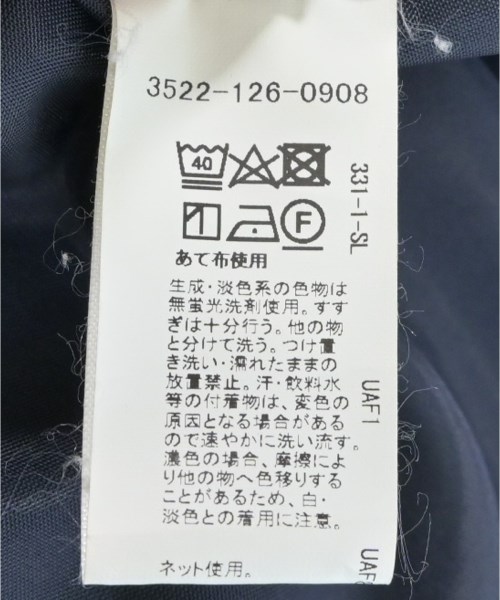 3522-126-0908
40
F
あて布使用
生成・淡色系の色物は
無蛍光洗剤使用。すす
ぎは十分行う。他の物
と分けて洗う。つけ置
き洗い・濡れたままの
放置禁止。汗・飲料水
等の付着物は、変色の
原因となる場合がある
ので速やかに洗い流す。
濃色の場合、摩擦によ
り他の物へ色移りする
ことがあるため、白・
淡色との着用に注意。
ネット使用。
331-1-SL
UAF1